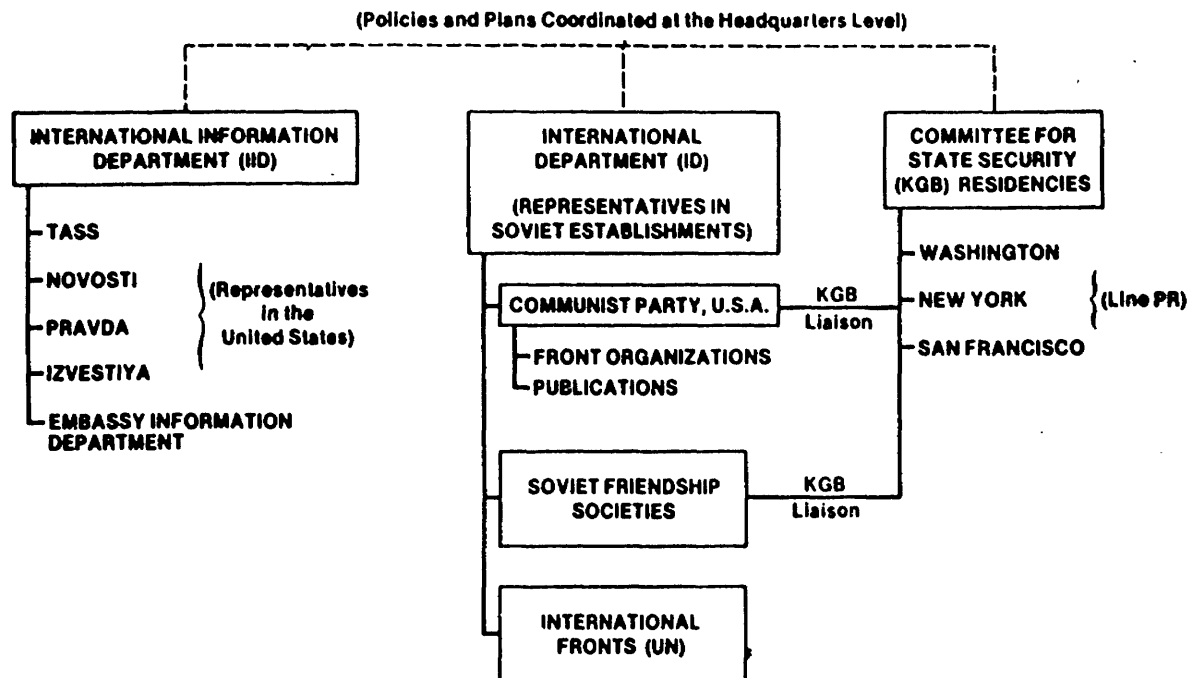 (Policies and Plans Coordinated at the Headquarters Level)
INTERNATIONAL INFORMATION
DEPARTMENT (IID)
TASS
NOVOSTI
PRAVDA
IZVESTIYA
(Representatives
in the
United States)
EMBASSY INFORMATION
DEPARTMENT
INTERNATIONAL
DEPARTMENT (ID)
(REPRESENTATIVES IN
SOVIET ESTABLISHMENTS)
COMMUNIST PARTY, U.S.A.
FRONT ORGANIZATIONS
PUBLICATIONS
KGB
Liaison
SOVIET FRIENDSHIP
SOCIETIES
KGB
Liaison
INTERNATIONAL
FRONTS (UN)
COMMITTEE FOR
STATE SECURITY
(KGB) RESIDENCIES
WASHINGTON
NEW YORK
SAN FRANCISCO
(Line PR)